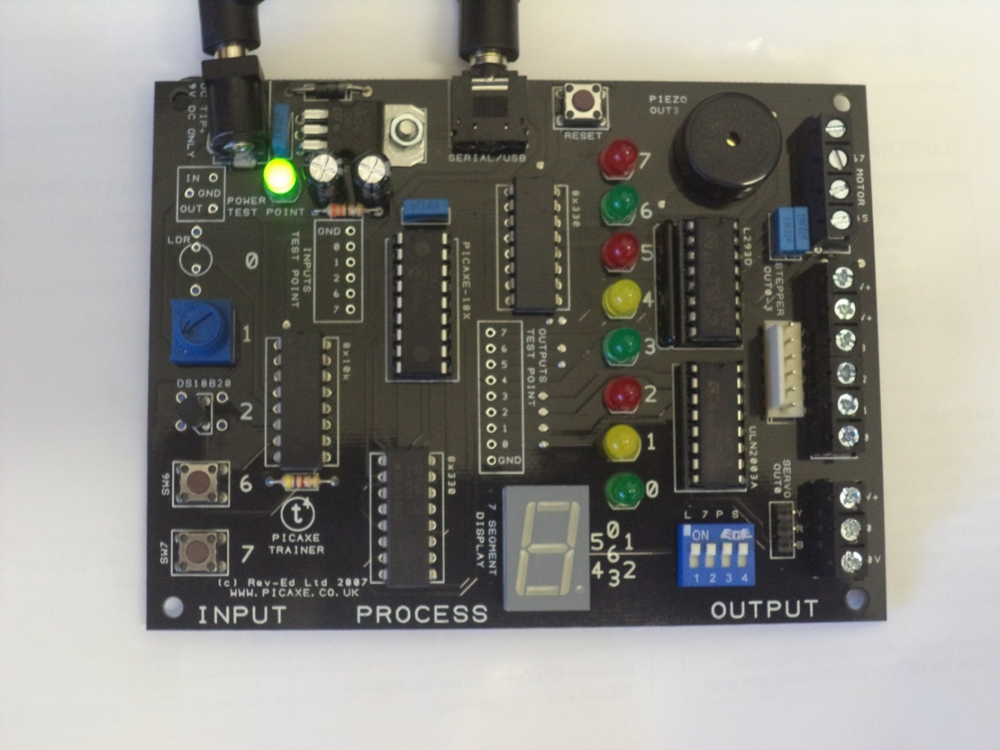 DC TIP+
9V DC ONLY
IN
GND
OUT
POWER
TEST POINT
SERIAL/USB
RESET
PIEZO
OUT3
MOTOR
LDR
0
INPUTS
TEST POINT
GND
0
1
2
6
7
PICAXE-18X
8x330
7
6
5
4
3
2
1
0
L293D
STEPPER
OUT0-3
V+
V+
3
2
1
1
8x10k
DS18B20
2
SW6
6
SW7
7
OUTPUTS
TEST POINT
7
6
5
4
3
2
1
0
GND
ULN2003A
SERVO
OUT0
Y
R
B
V+
0V
t
PICAXE
TRAINER
8x330
7 SEGMENT
DISPLAY
0
5 1
6
4 2
3
L 7 P S
ON ECE
1 2 3 4
(c) Rev-Ed Ltd 2007
WWW.PICAXE.CO.UK
INPUT PROCESS OUTPUT